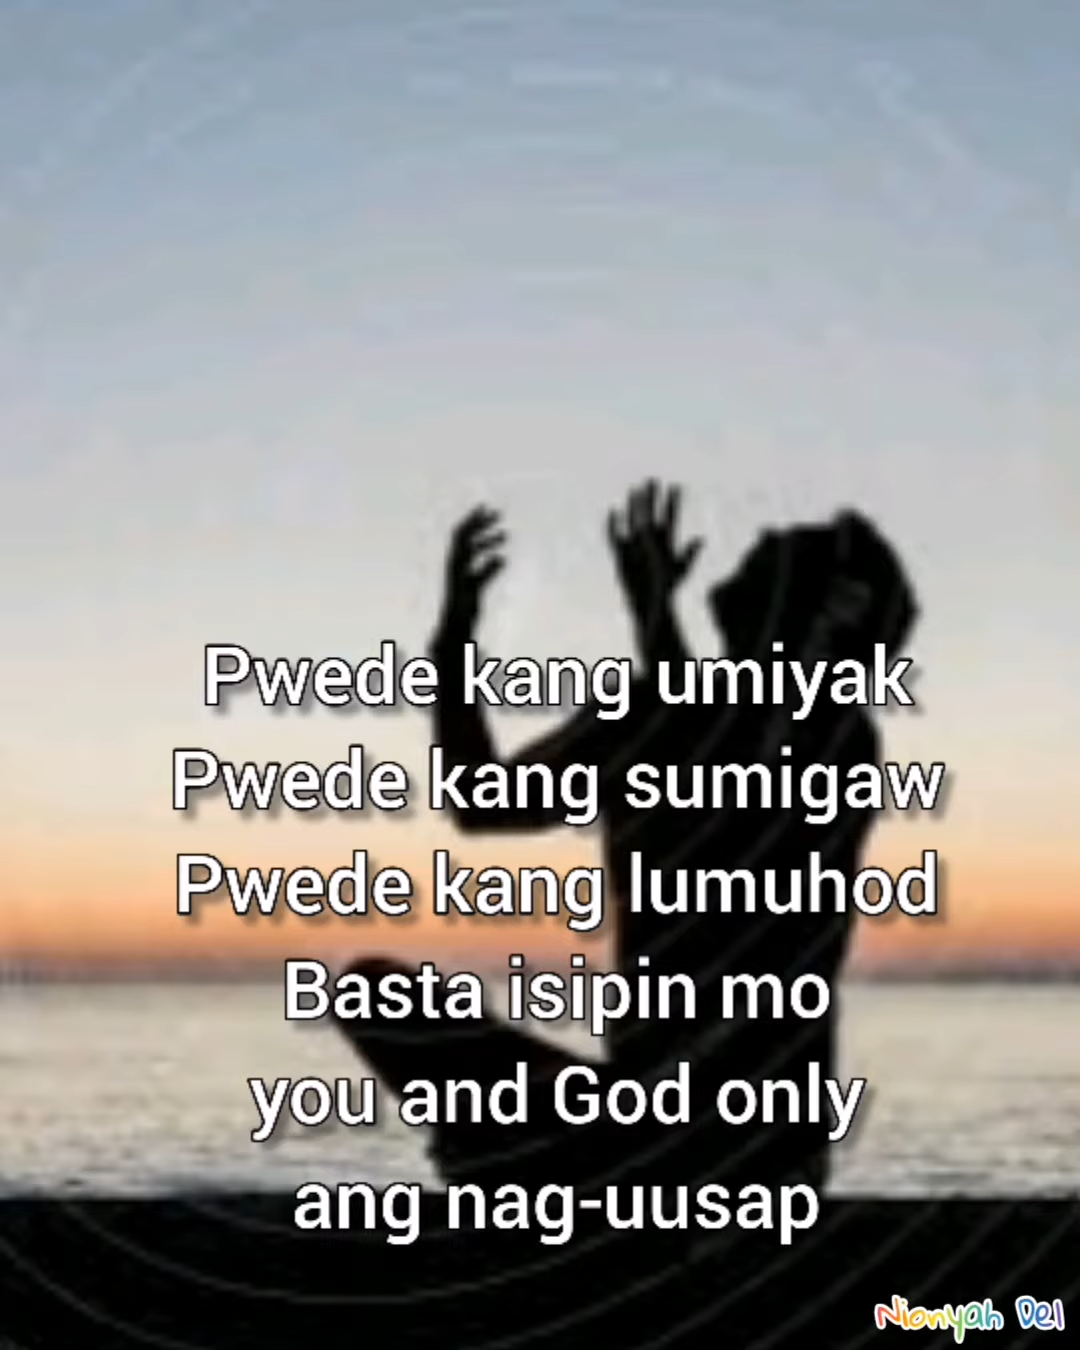 Pwede kang umiyak
Pwede kang sumigaw
Pwede kang lumuhod
Basta isipin mo
you and God only
ang nag-uusap
Nionyah Del